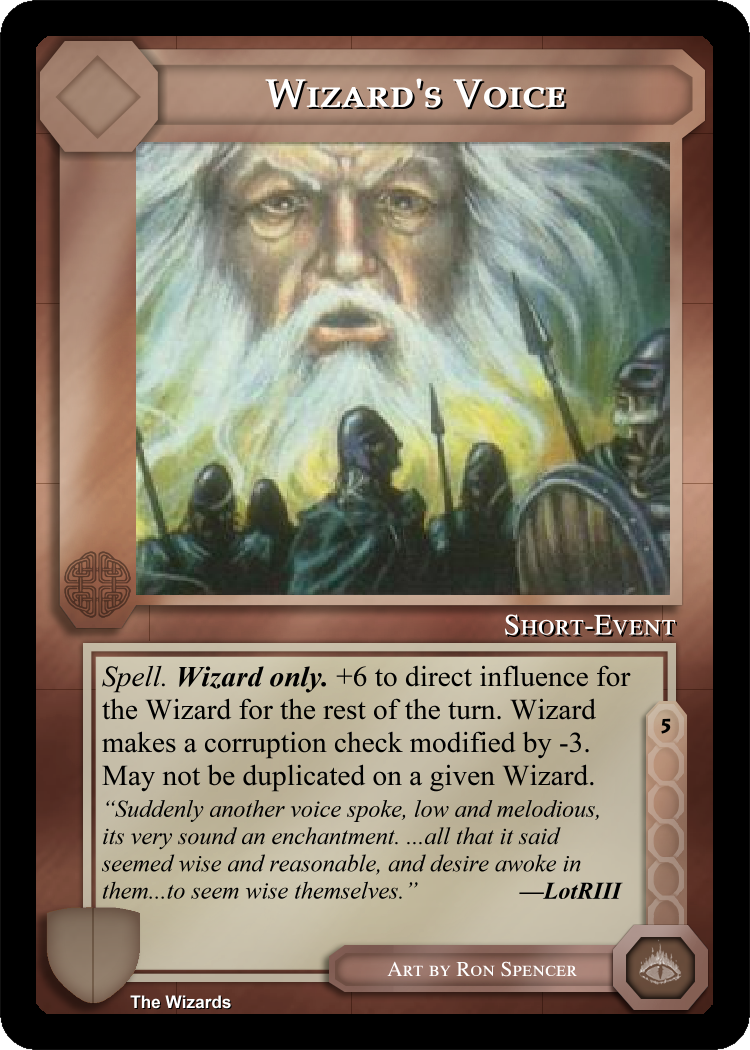 Wizard's Voice
Short-Event
Spell. Wizard only. +6 to direct influence for
the Wizard for the rest of the turn. Wizard
makes a corruption check modified by -3.
May not be duplicated on a given Wizard.
5
“Suddenly another voice spoke, low and melodious,
its very sound an enchantment. ...all that it said
seemed wise and reasonable, and desire awoke in
them...to seem wise themselves.” —LotRIII
Art by Ron Spencer
The Wizards